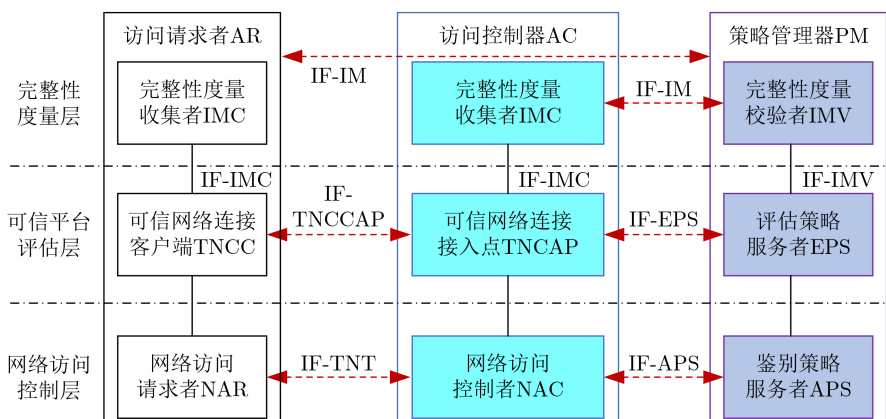 访问请求者AR
访问控制器AC
策略管理器PM
IF-IM
完整性
度量层
完整性度量
收集者IMC
完整性度量
收集者IMC
IF-IM
完整性度量
校验者IMV
IF-IMC
IF-IMC
IF-IMV
可信平台
评估层
可信网络连接
客户端TNCC
IF-
TNCCAP
可信网络连接
接入点TNCAP
IF-EPS
评估策略
服务者EPS
网络访问
控制层
网络访问
请求者NAR
IF-TNT
网络访问
控制者NAC
IF-APS
鉴别策略
服务者APS